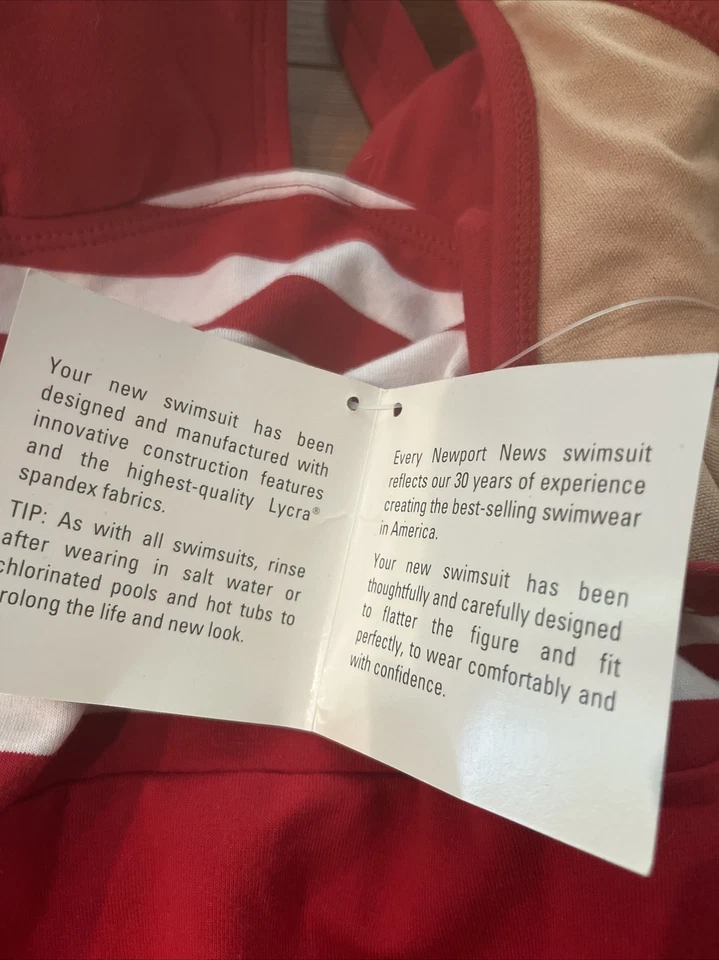 Your new swimsuit has been
designed and manufactured with
innovative construction features
and the highest-quality Lycra®
spandex fabrics.
TIP: As with all swimsuits, rinse
after wearing in salt water or
chlorinated pools and hot tubs to
rolong the life and new look.
Every Newport News swimsuit
reflects our 30 years of experience
creating the best-selling swimwear
in America.
Your new swimsuit has been
thoughtfully and carefully designed
to flatter the figure and fit
perfectly, to wear comfortably and
with confidence.